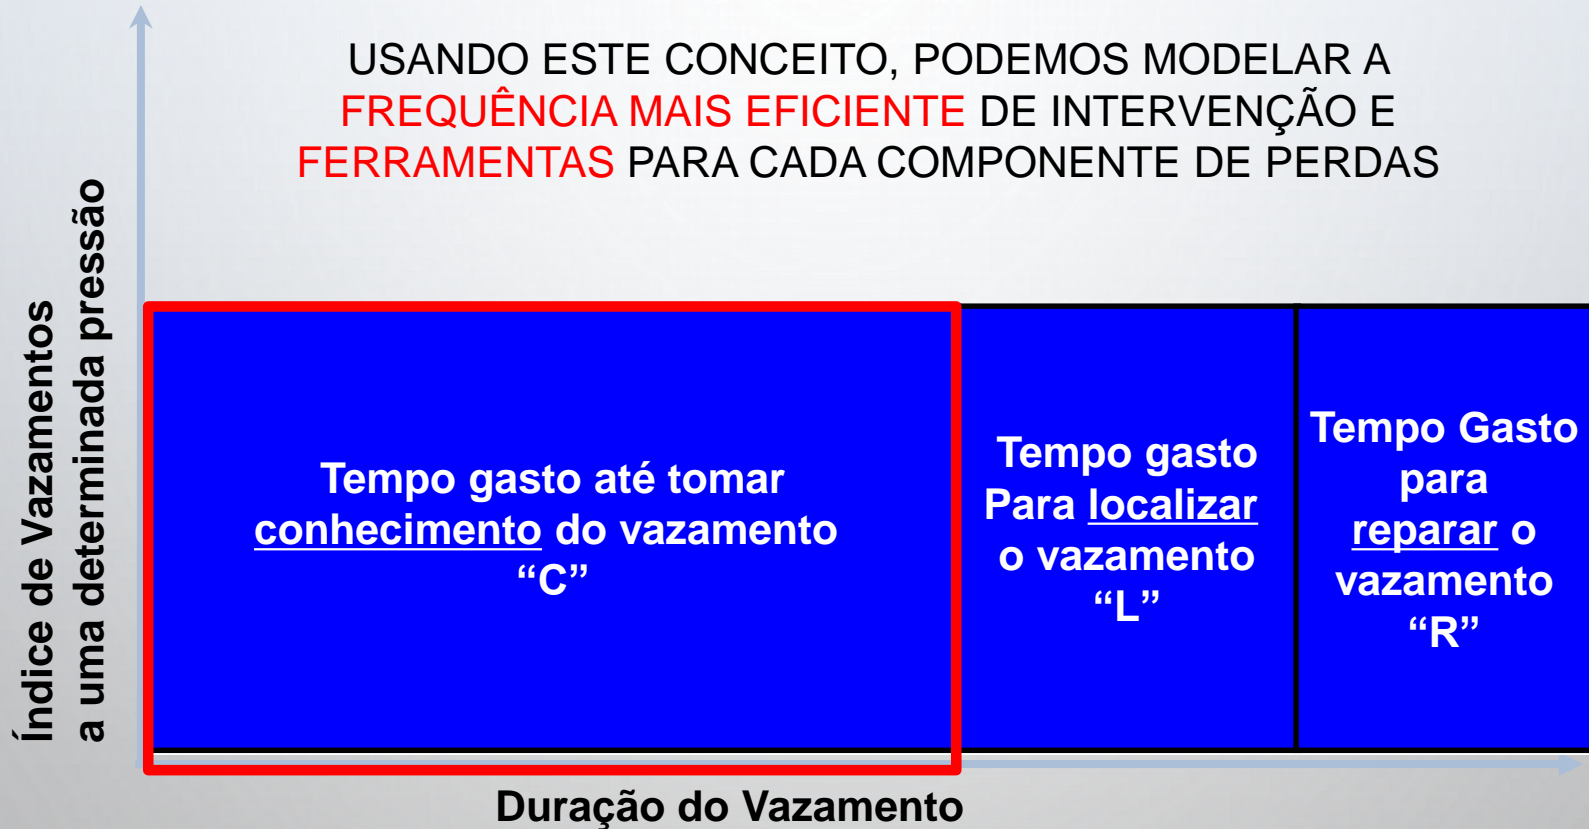 USANDO ESTE CONCEITO, PODEMOS MODELAR A
FREQUÊNCIA MAIS EFICIENTE DE INTERVENÇÃO E
FERRAMENTAS PARA CADA COMPONENTE DE PERDAS
Índice de Vazamentos
a uma determinada pressão
Tempo gasto até tomar
conhecimento do vazamento
“C”
Tempo gasto
Para localizar
o vazamento
“L”
Tempo Gasto
para
reparar o
vazamento
“R”
Duração do Vazamento